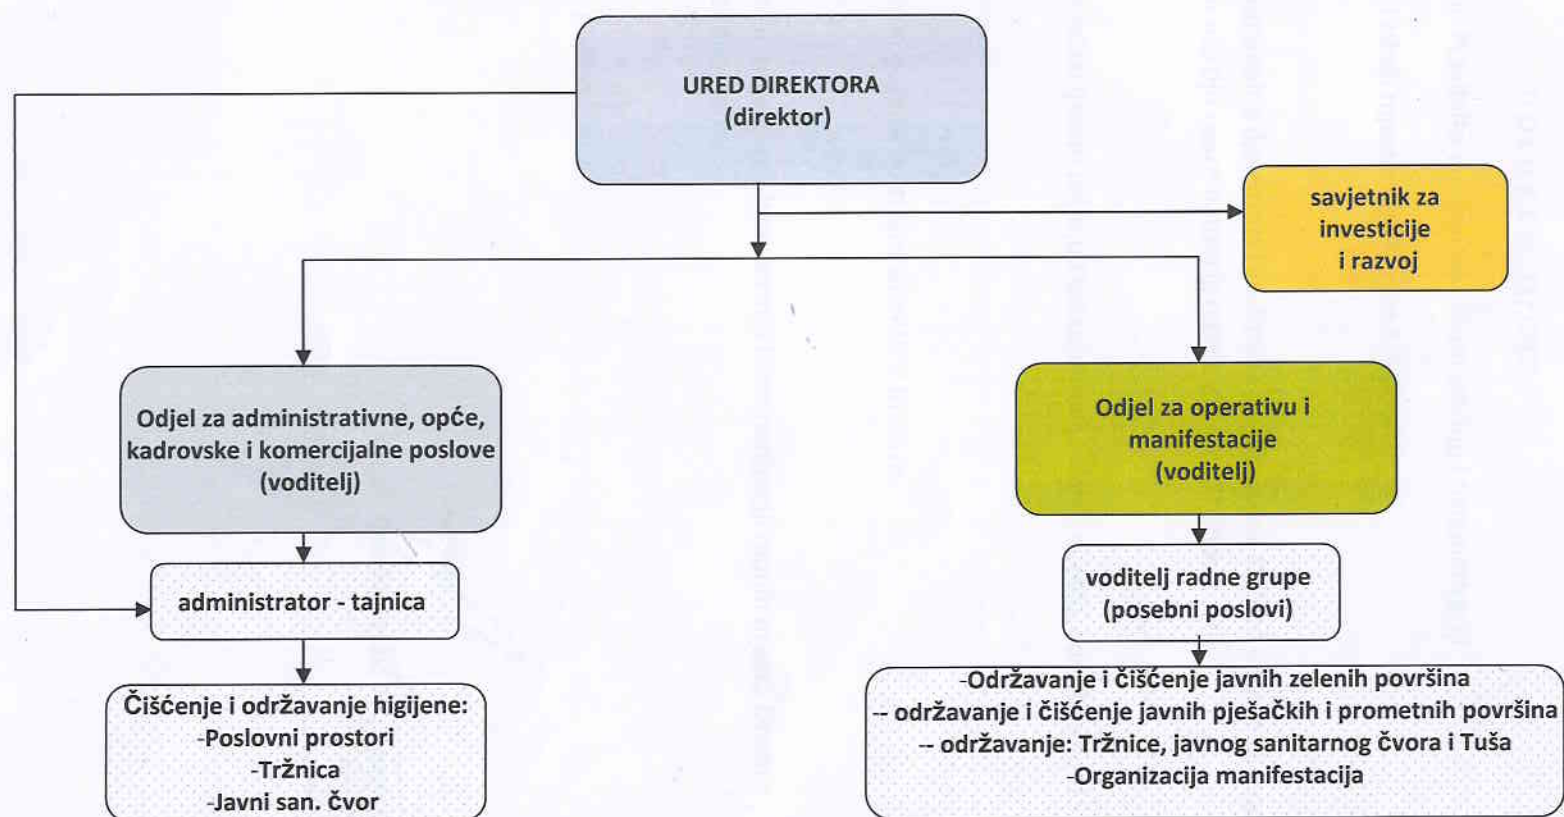 URED DIREKTORA
(direktor)
savjetnik za
investicije
i razvoj
Odjel za administrativne, opće,
kadrovske i komercijalne poslove
(voditelj)
Odjel za operativu i
manifestacije
(voditelj)
administrator - tajnica
voditelj radne grupe
(posebni poslovi)
Čišćenje i održavanje higijene:
-Poslovni prostori
-Tržnica
-Javni san. čvor
-Održavanje i čišćenje javnih zelenih površina
-- održavanje i čišćenje javnih pješačkih i prometnih površina
-- održavanje: Tržnice, javnog sanitarnog čvora i Tuša
-Organizacija manifestacija